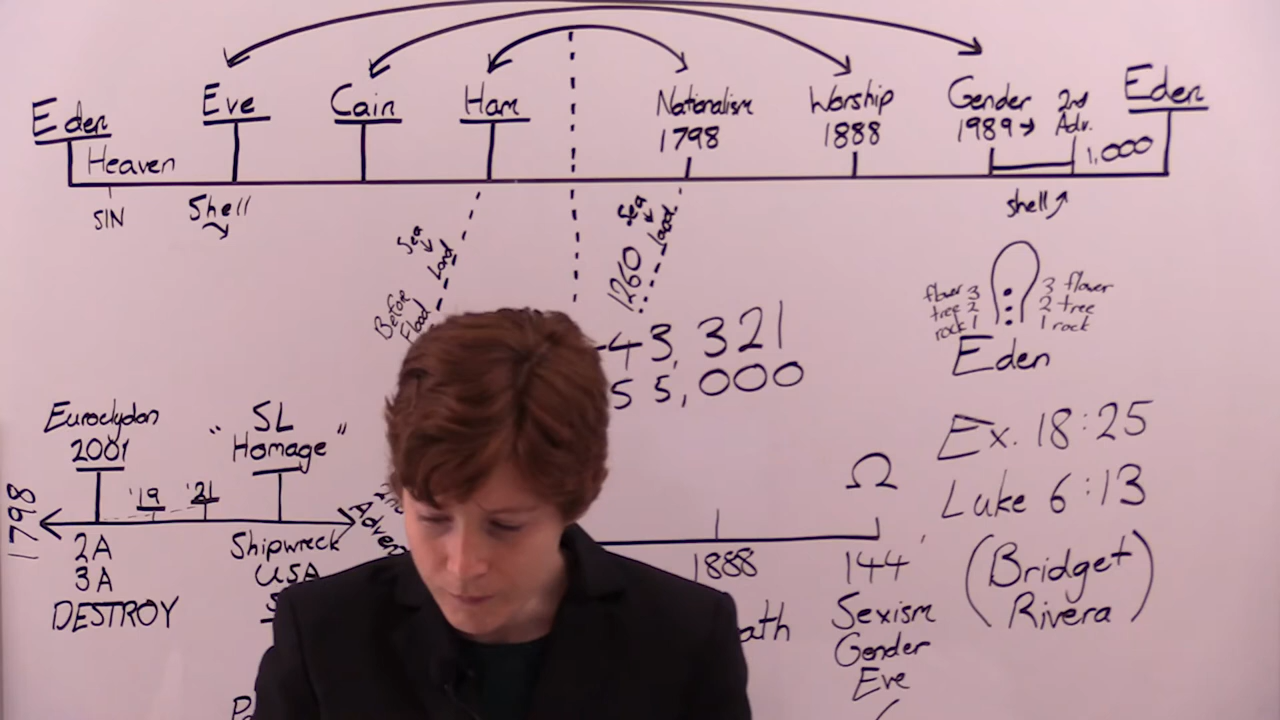 Eden
Heaven
SIN
Eve
Shell
Cain
Ham
Nationalism
1798
Worship
1888
Gender
1989→
2nd
Adv.
1,000
Eden
shell
Sea
Land
Before
Flood
1260
Sea
Land
43,321
55,000
flower 3
tree 2
rock 1
3 flower
2 tree
1 rock
Eden
Ex. 18:25
Luke 6:13
(Bridget
Rivera)
1798
Euroclydon
2001
'19
'21
2A
3A
DESTROY
"SL
Homage"
Shipwreck
USA
1888
Ω
144
Sexism
Gender
Eve